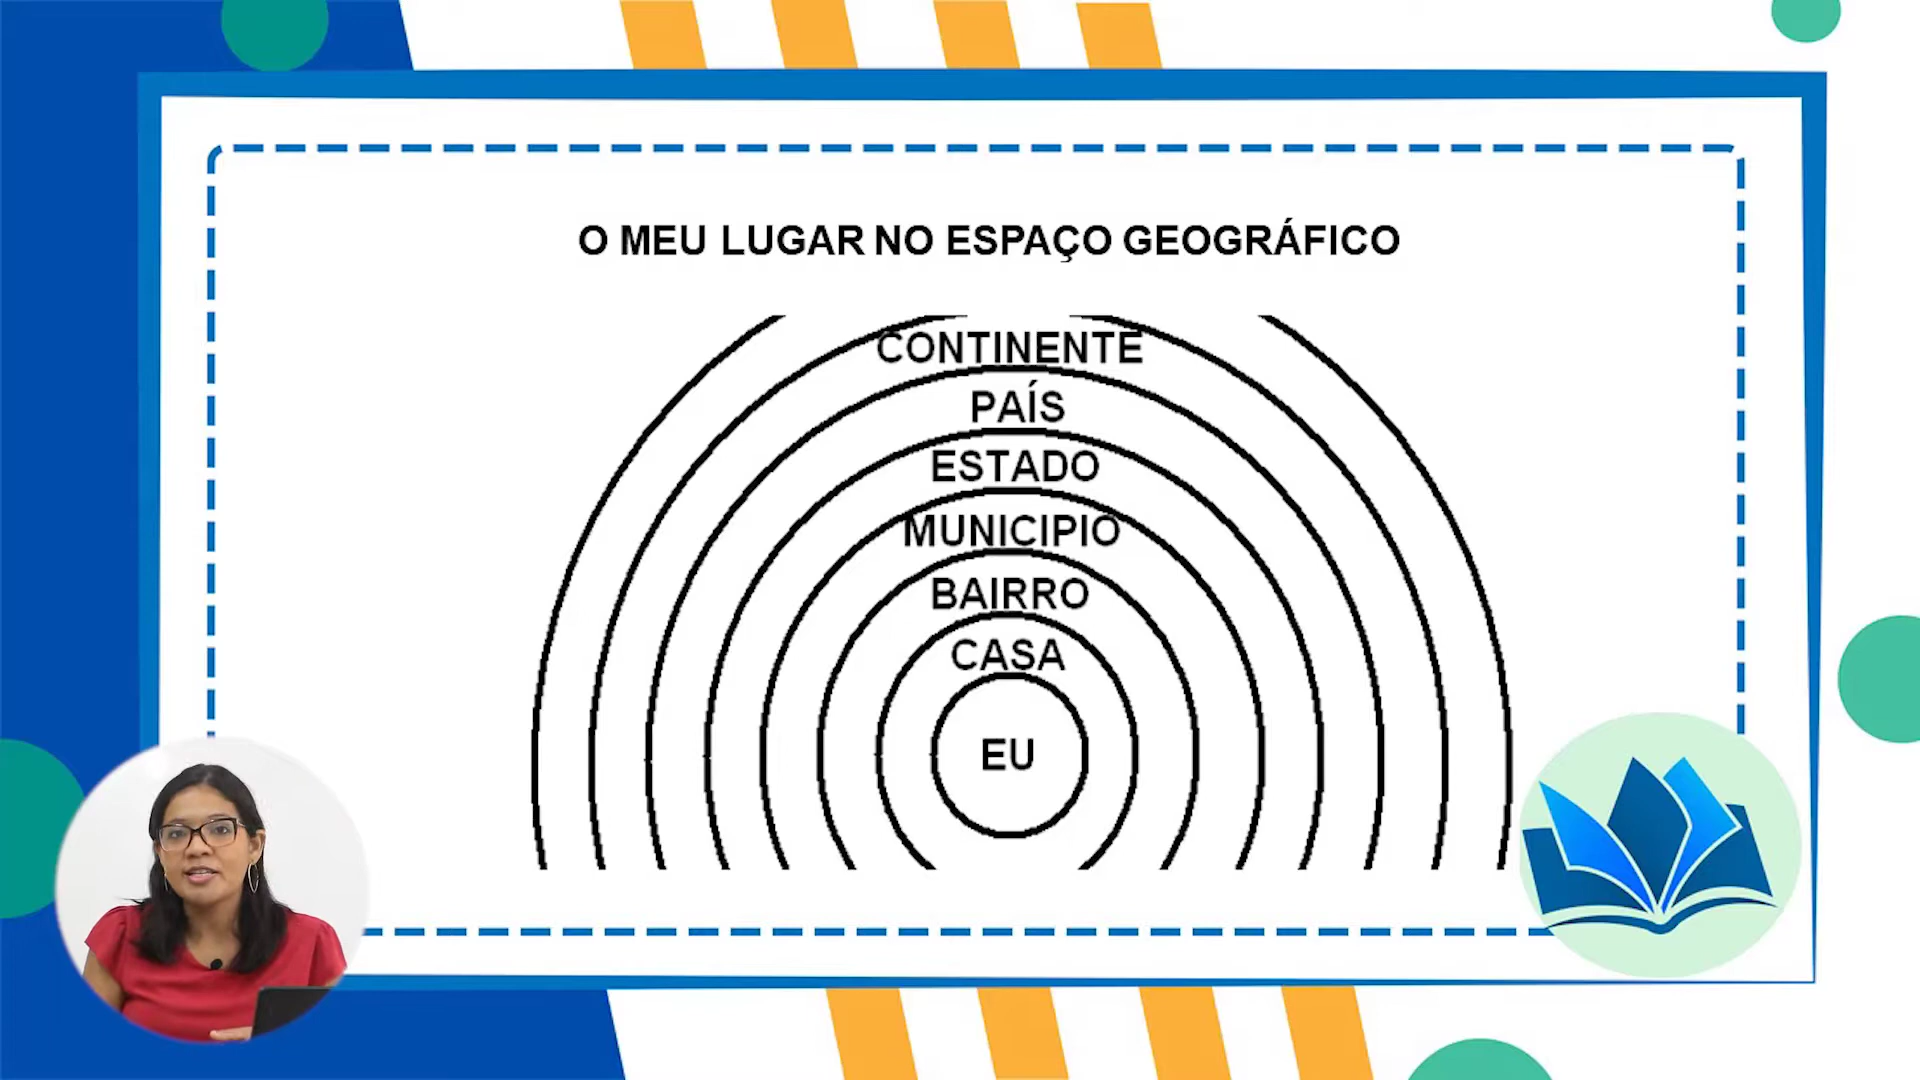 O MEU LUGAR NO ESPAÇO GEOGRÁFICO
CONTINENTE
PAÍS
ESTADO
MUNICIPIO
BAIRRO
CASA
EU